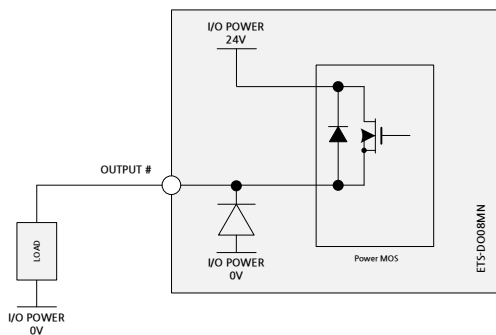 I/O POWER
24V
OUTPUT #
LOAD
I/O POWER
0V
I/O POWER
0V
Power MOS
ETS-DO08MN